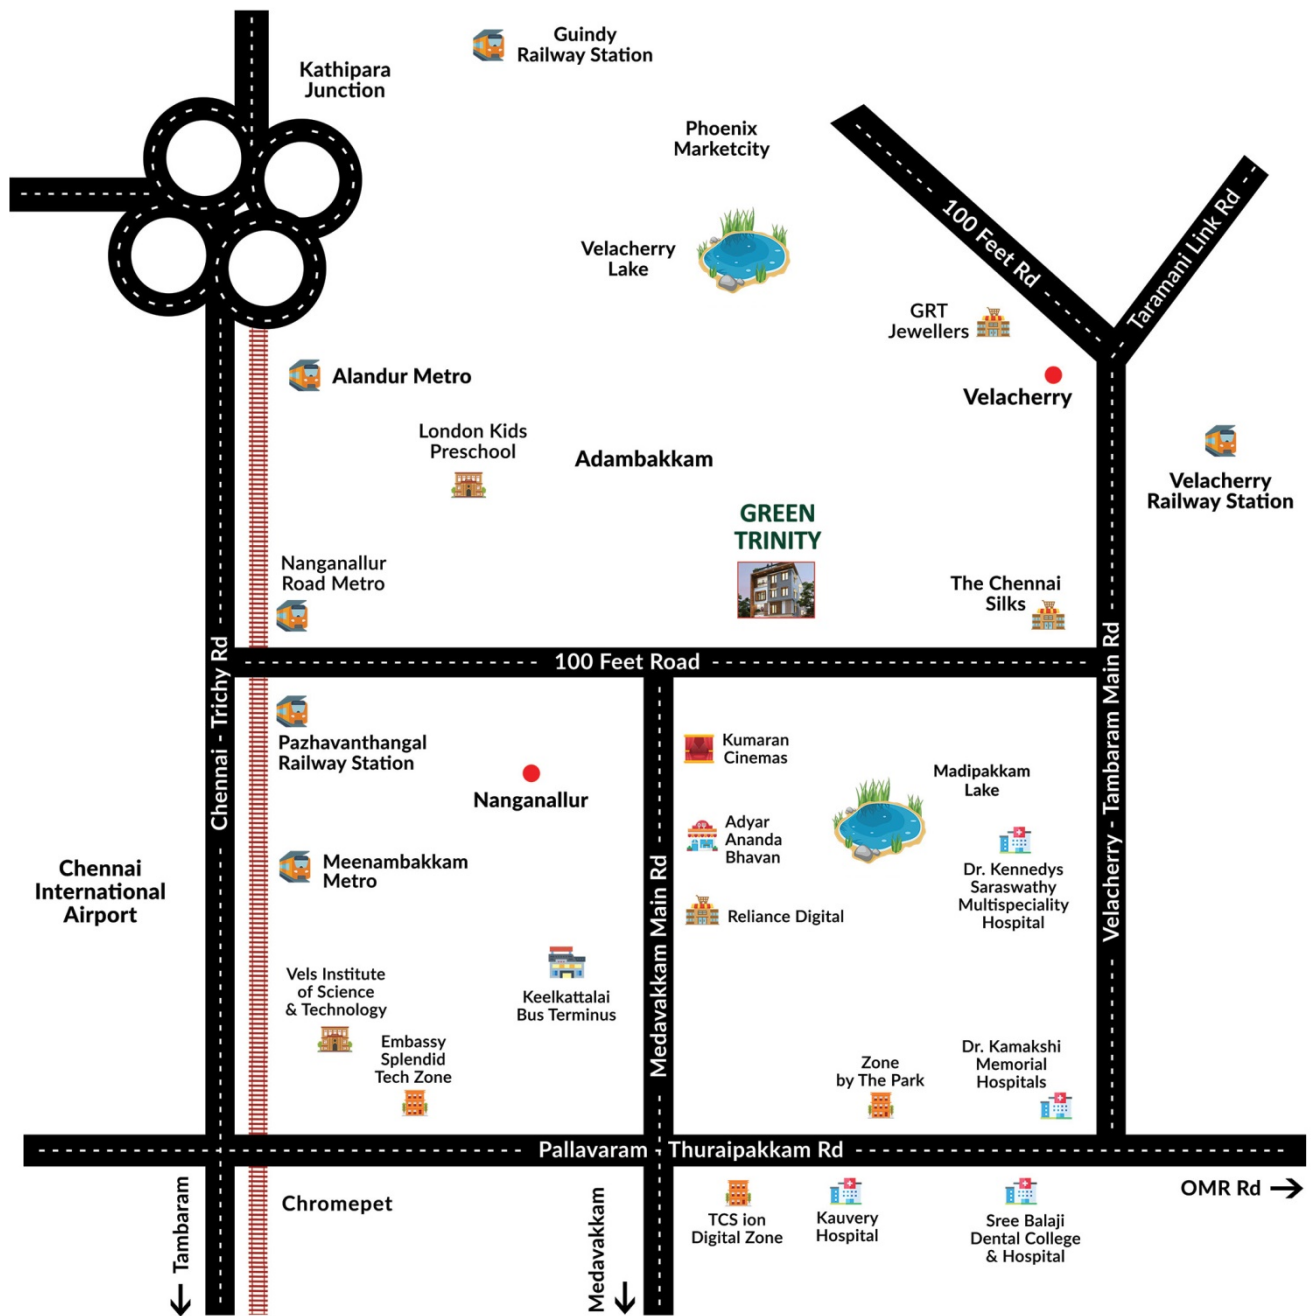 Guindy
Railway Station
Kathipara
Junction
Phoenix
Marketcity
100 Feet Rd
Taramani Link Rd
Velacherry
Lake
GRT
Jewellers
Alandur Metro
Velacherry
London Kids
Preschool
Adambakkam
Velacherry
Railway Station
GREEN
TRINITY
Nanganallur
Road Metro
The Chennai
Silks
Chennai - Trichy Rd
100 Feet Road
Velacherry - Tambaram Main Rd
Pazhavanthangal
Railway Station
Kumaran
Cinemas
Nanganallur
Madipakkam
Lake
Adyar
Ananda
Bhavan
Chennai
International
Airport
Meenambakkam
Metro
Medavakkam Main Rd
Dr. Kennedys
Saraswathy
Multispeciality
Hospital
Reliance Digital
Vels Institute
of Science
& Technology
Keelkattalai
Bus Terminus
Embassy
Splendid
Tech Zone
Zone
by The Park
Dr. Kamakshi
Memorial
Hospitals
Pallavaram - Thuraipakkam Rd
Tambaram
Chromepet
Medavakkam
TCS ion
Digital Zone
Kauvery
Hospital
Sree Balaji
Dental College
& Hospital
OMR Rd